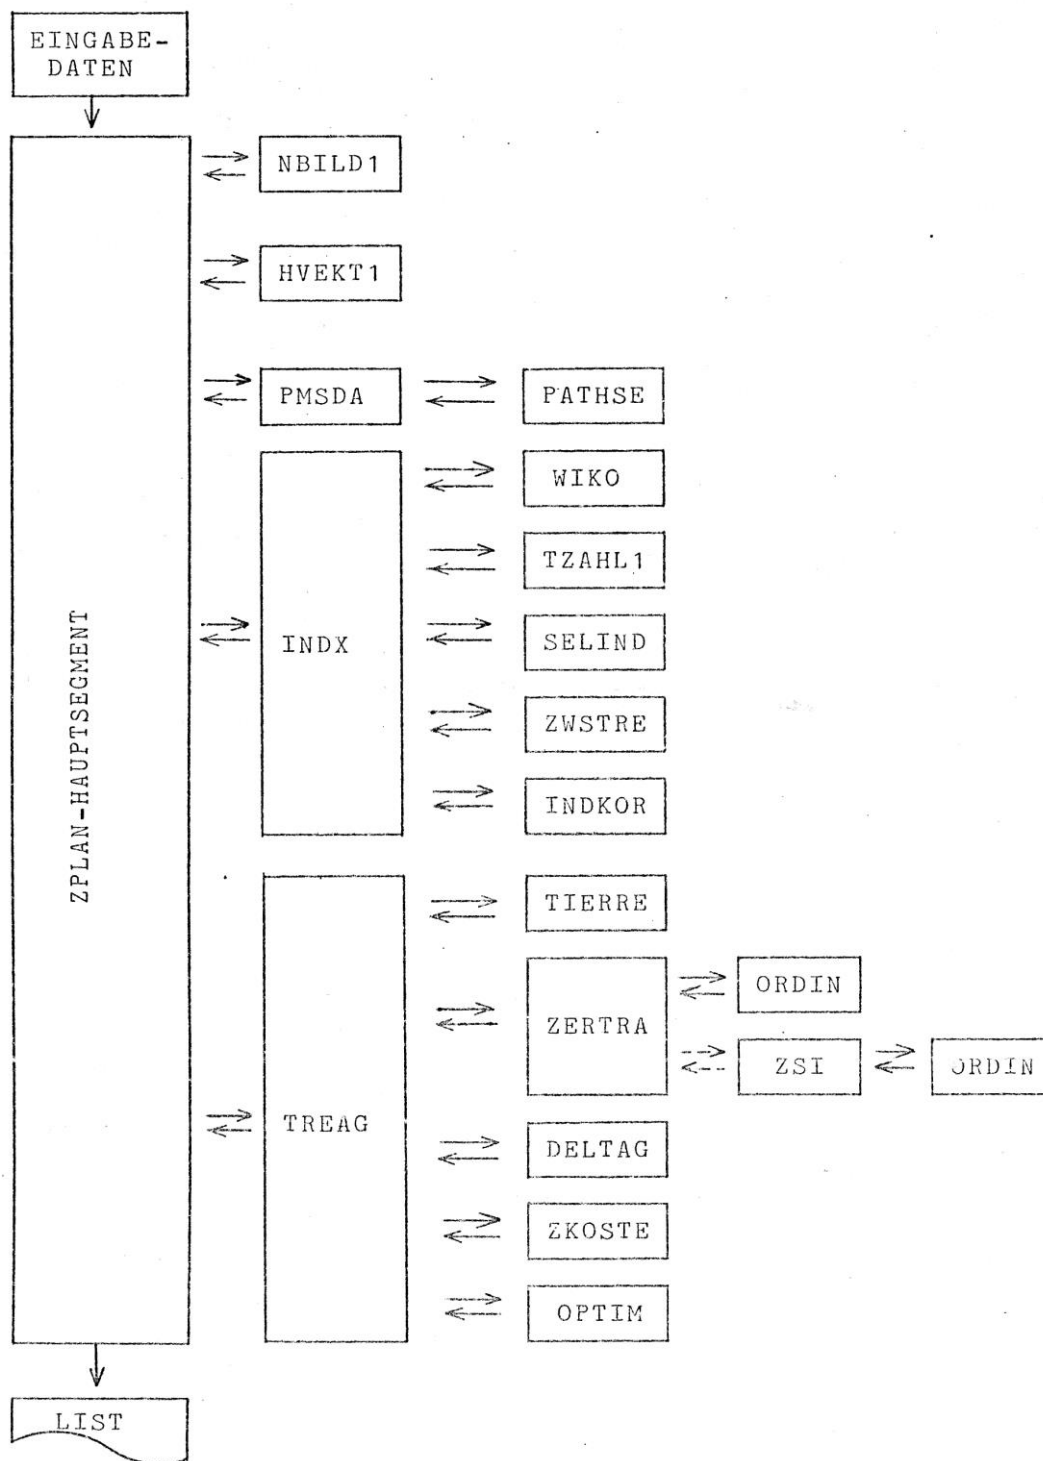 EINGABE-
DATEN
NBILD1
HVEKT1
PMSDA
PATHSE
WIKO
TZAHL1
ZPLAN-HAUPTSEGMENT
INDX
SELIND
ZWSTRE
INDKOR
TIERRE
ZERTRA
ORDIN
ZSI
ORDIN
TREAG
DELTAG
ZKOSTE
OPTIM
LIST